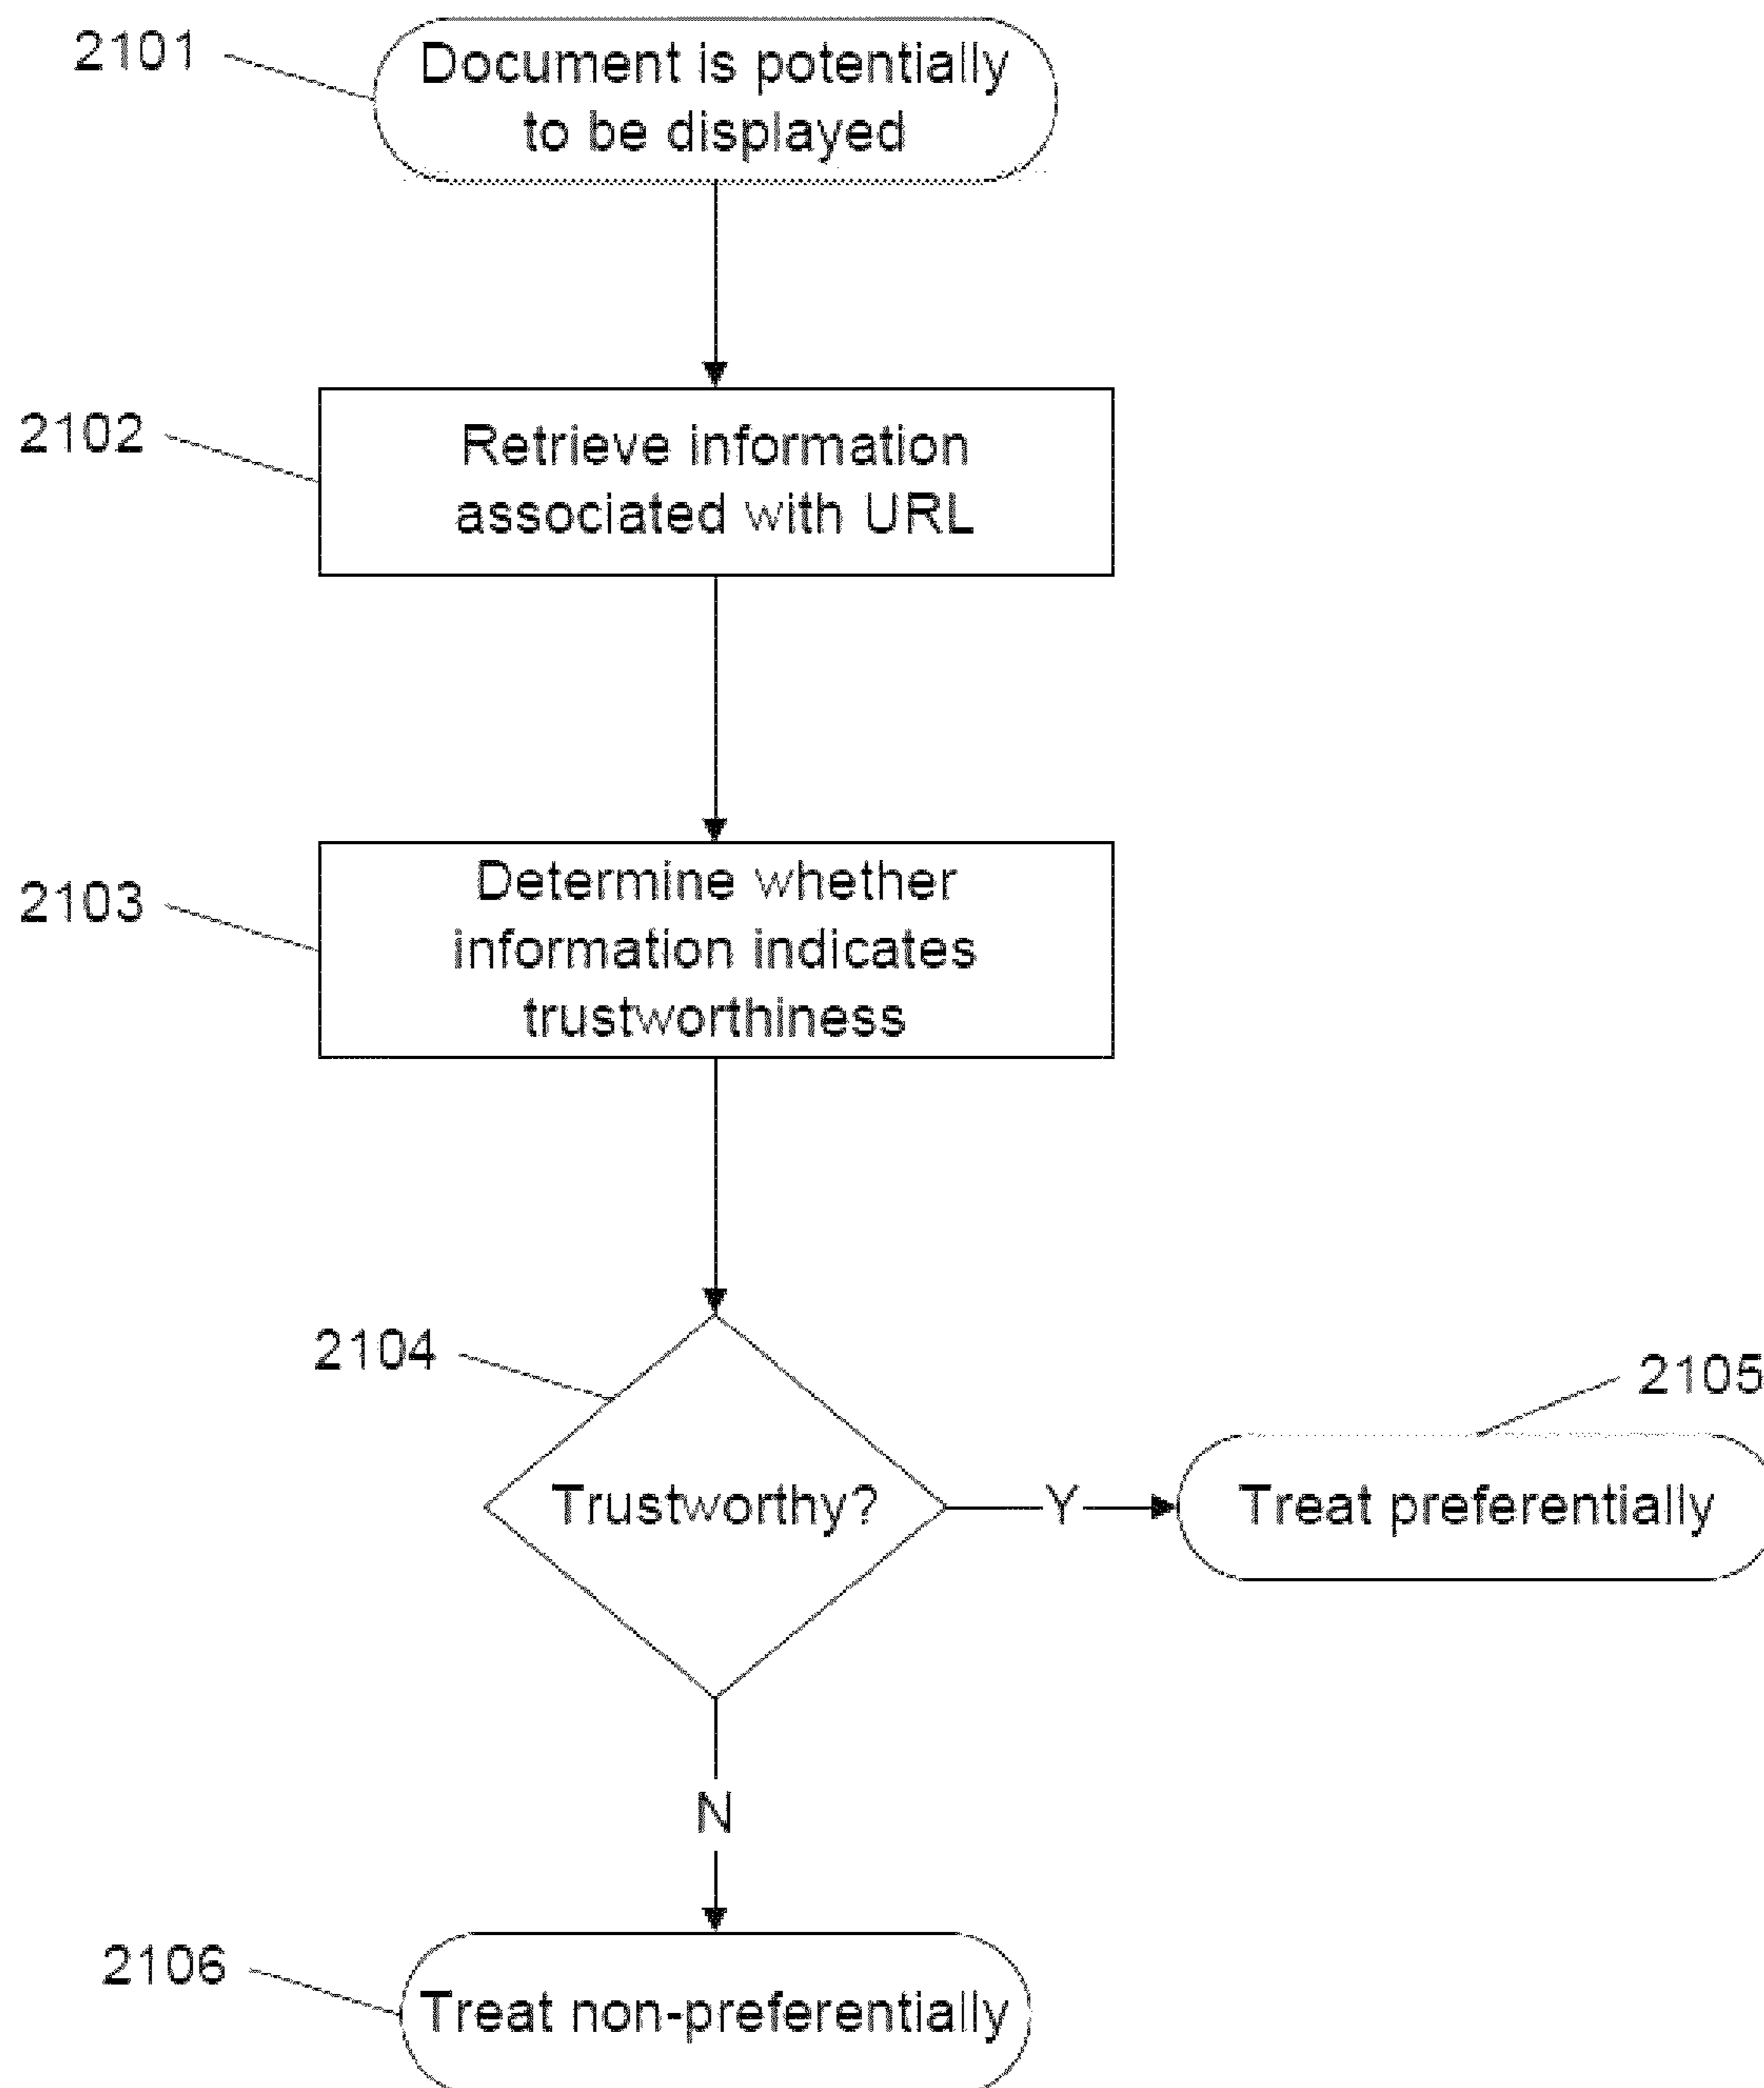 2101
Document is potentially
to be displayed
2102
Retrieve information
associated with URL
2103
Determine whether
information indicates
trustworthiness
2104
2105
Trustworthy?
Y
Treat preferentially
N
2106
Treat non-preferentially